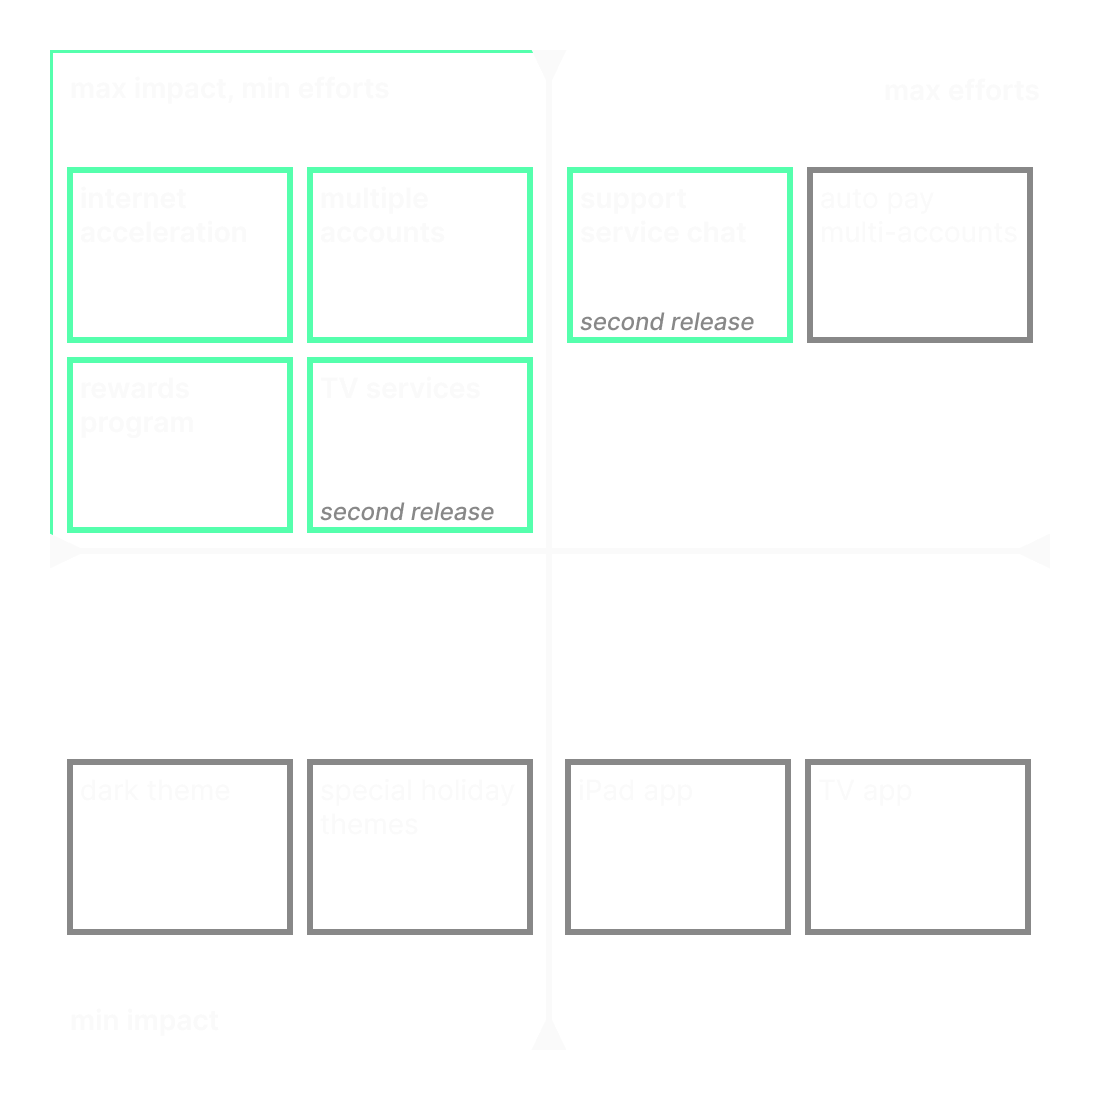 max impact, min efforts
max efforts
internet
acceleration
multiple
accounts
support
service chat
second release
auto pay
multi-accounts
rewards
program
TV services
second release
dark theme
special holiday
themes
iPad app
TV app
min impact